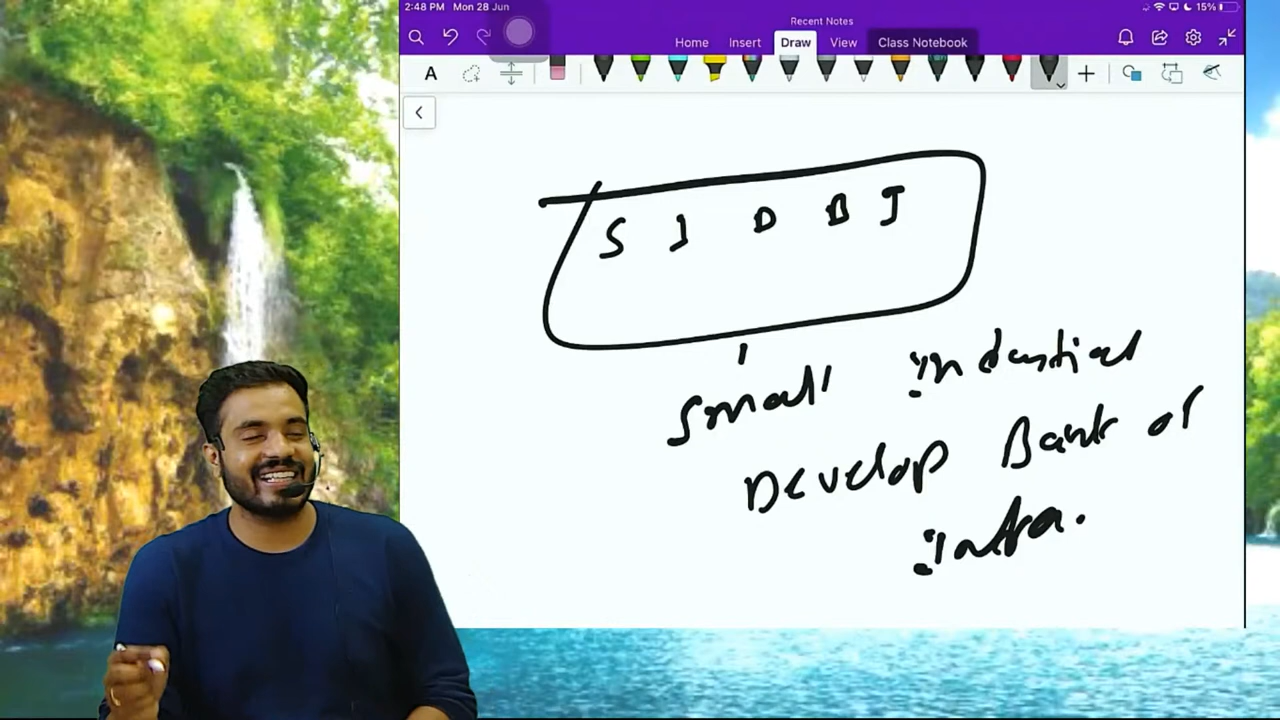 2:48 PM Mon 28 Jun
15%
Recent Notes
Home Insert Draw View Class Notebook
A
S I D B I
Small industrial
Develop Bank of